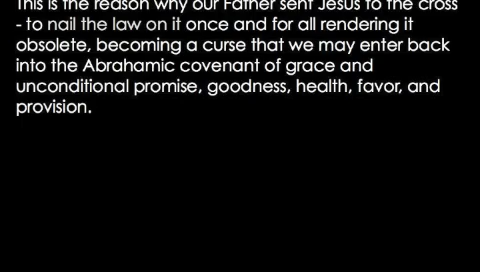 This is the reason why our Father sent Jesus to the cross
- to nail the law on it once and for all rendering it
obsolete, becoming a curse that we may enter back
into the Abrahamic covenant of grace and
unconditional promise, goodness, health, favor, and
provision.